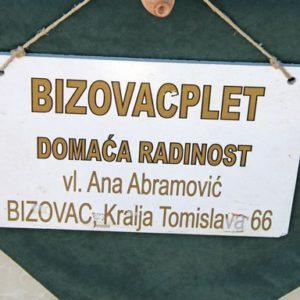 BIZOVACPLET
DOMAĆA RADINOST
vl. Ana Abramović
BIZOVAC, Kralja Tomislava 66